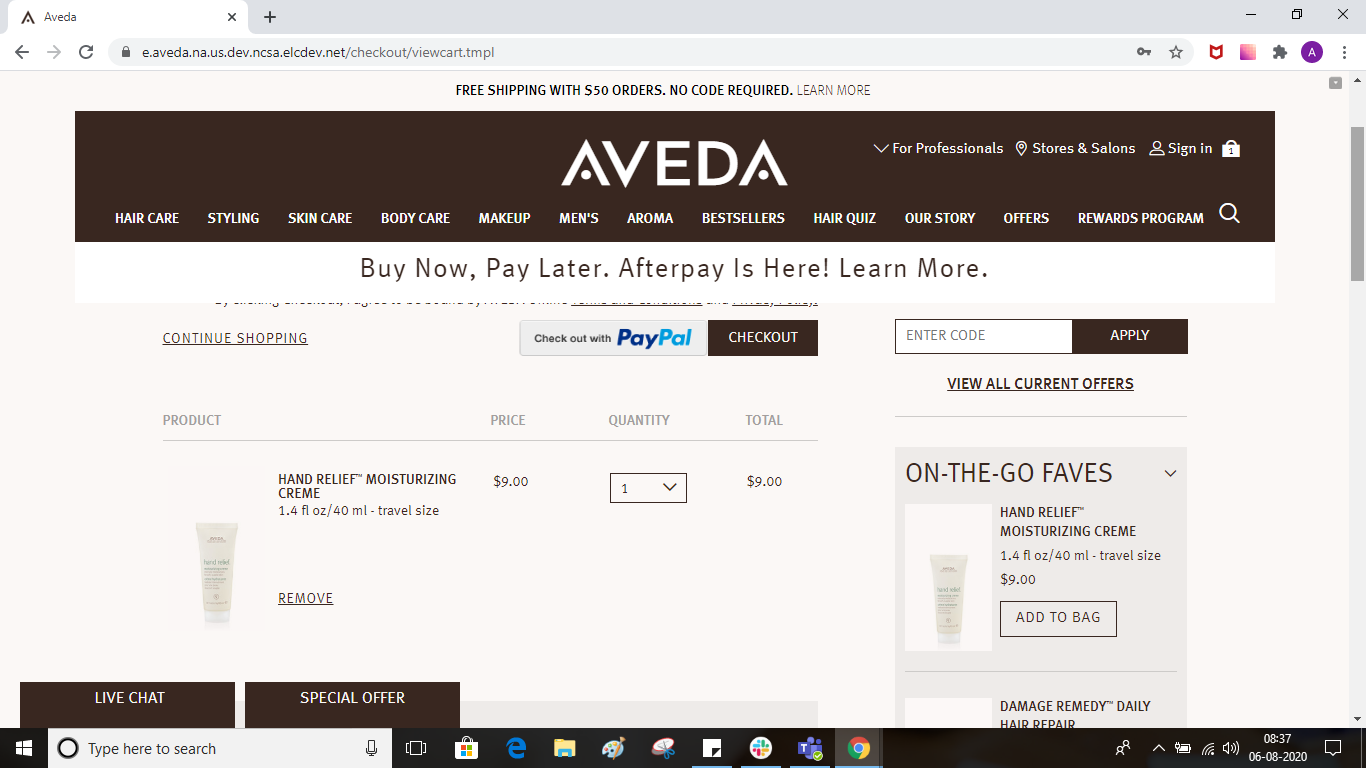 Aveda
e.aveda.na.us.dev.ncsa.elcdev.net/checkout/viewcart.tmpl
A
FREE SHIPPING WITH $50 ORDERS. NO CODE REQUIRED. LEARN MORE
For Professionals Stores & Salons Sign in 1
AVEDA
HAIR CARE STYLING SKIN CARE BODY CARE MAKEUP MEN'S AROMA BESTSELLERS HAIR QUIZ OUR STORY OFFERS REWARDS PROGRAM
Buy Now, Pay Later. Afterpay Is Here! Learn More.
CONTINUE SHOPPING Check out with PayPal CHECKOUT
ENTER CODE APPLY
VIEW ALL CURRENT OFFERS
PRODUCT PRICE QUANTITY TOTAL
HAND RELIEF™ MOISTURIZING
CREME
1.4 fl oz/40 ml - travel size
$9.00 1 $9.00
AVEDA
hand relief
REMOVE
ON-THE-GO FAVES
HAND RELIEF™
MOISTURIZING CREME
1.4 fl oz/40 ml - travel size
$9.00
AVEDA
hand relief
ADD TO BAG
DAMAGE REMEDY™ DAILY
HAIR REPAIR
LIVE CHAT SPECIAL OFFER
Type here to search
08:37
06-08-2020